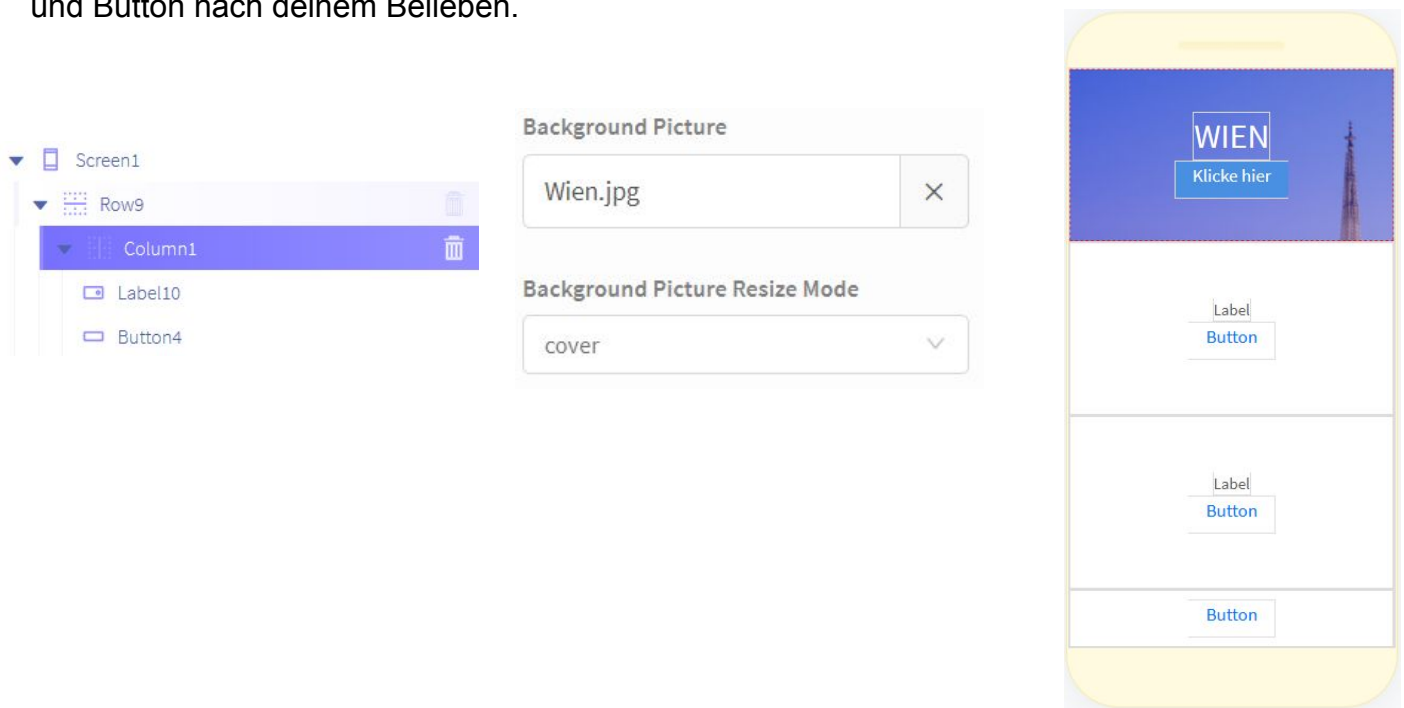 und Button nach deinem Belieben.
Screen1
Row9
Column1
Label10
Button4
Background Picture
Wien.jpg
Background Picture Resize Mode
cover
WIEN
Klicke hier
Label
Button
Label
Button
Button